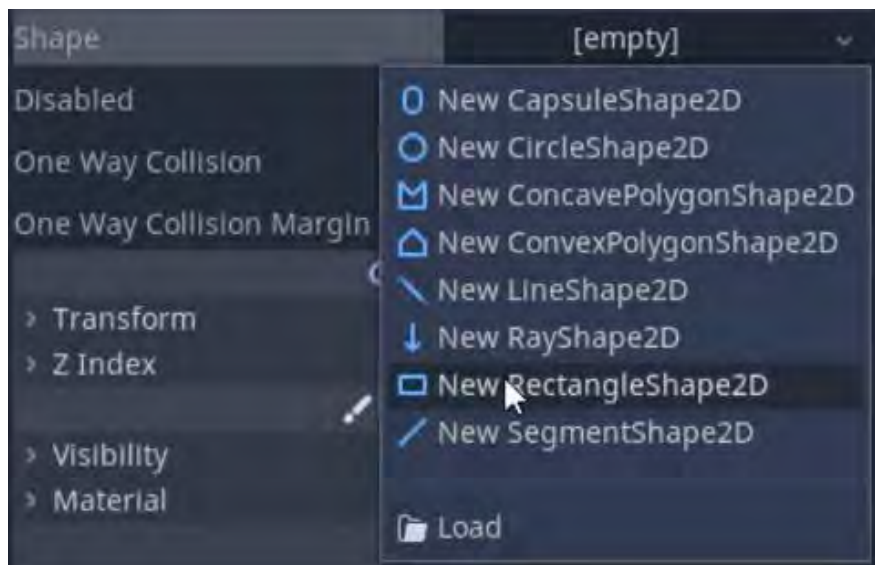 Shape
[empty]
Disabled
One Way Collision
One Way Collision Margin
Transform
Z Index
Visibility
Material
New CapsuleShape2D
New CircleShape2D
New ConcavePolygonShape2D
New ConvexPolygonShape2D
New LineShape2D
New RayShape2D
New RectangleShape2D
New SegmentShape2D
Load